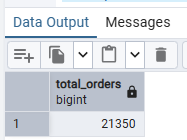 Data Output Messages
total_orders
bigint
1 21350